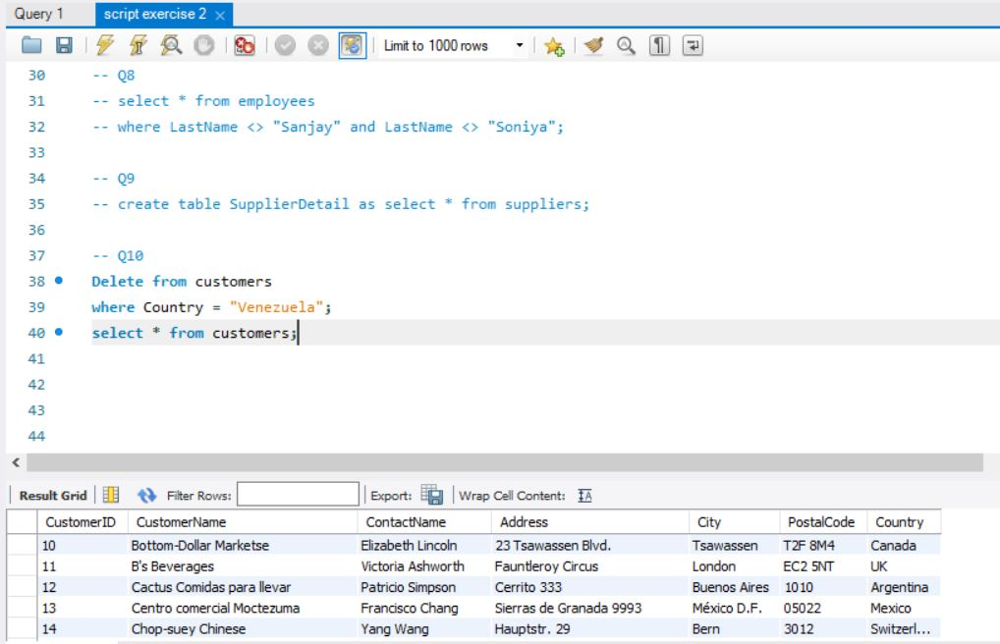 Query 1 script exercise 2
Limit to 1000 rows
30 -- Q8
31 -- select * from employees
32 -- where LastName <> "Sanjay" and LastName <> "Soniya";
33
34 -- Q9
35 -- create table SupplierDetail as select * from suppliers;
36
37 -- Q10
38 Delete from customers
39 where Country = "Venezuela";
40 select * from customers;
41
42
43
44
Result Grid Filter Rows: Export: Wrap Cell Content:
CustomerID CustomerName ContactName Address City PostalCode Country
10 Bottom-Dollar Marketse Elizabeth Lincoln 23 Tsawassen Blvd. Tsawassen T2F 8M4 Canada
11 B's Beverages Victoria Ashworth Fauntleroy Circus London EC2 5NT UK
12 Cactus Comidas para llevar Patricio Simpson Cerrito 333 Buenos Aires 1010 Argentina
13 Centro comercial Moctezuma Francisco Chang Sierras de Granada 9993 México D.F. 05022 Mexico
14 Chop-suey Chinese Yang Wang Hauptstr. 29 Bern 3012 Switzerl...